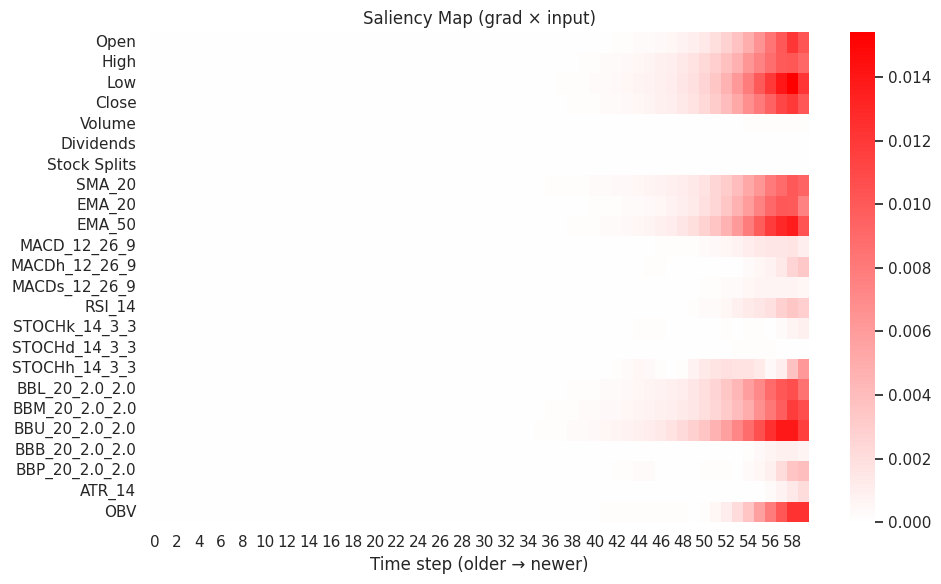 Saliency Map (grad × input)
Open
High
Low
Close
Volume
Dividends
Stock Splits
SMA_20
EMA_20
EMA_50
MACD_12_26_9
MACDh_12_26_9
MACDs_12_26_9
RSI_14
STOCHk_14_3_3
STOCHd_14_3_3
STOCHh_14_3_3
BBL_20_2.0_2.0
BBM_20_2.0_2.0
BBU_20_2.0_2.0
BBB_20_2.0_2.0
BBP_20_2.0_2.0
ATR_14
OBV
0 2 4 6 8 10 12 14 16 18 20 22 24 26 28 30 32 34 36 38 40 42 44 46 48 50 52 54 56 58
Time step (older → newer)
0.014
0.012
0.010
0.008
0.006
0.004
0.002
0.000